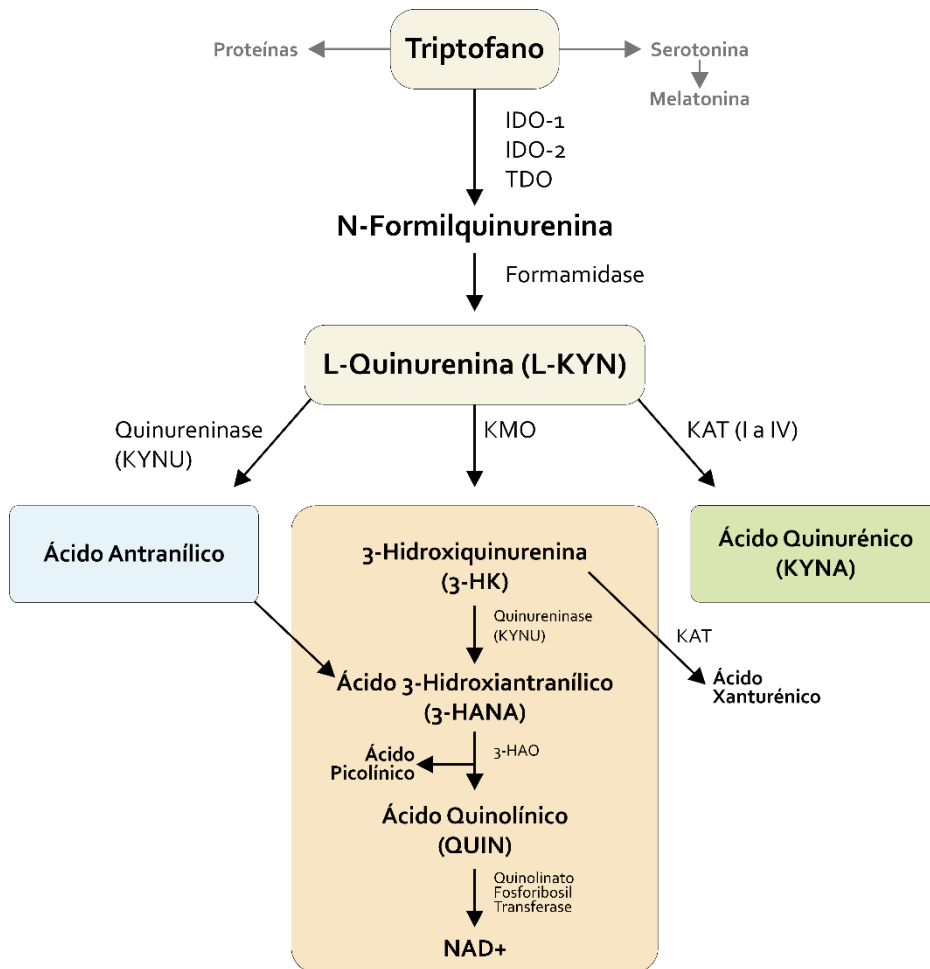 Proteínas
Triptofano
Serotonina
Melatonina
IDO-1
IDO-2
TDO
N-Formilquinurenina
Formamidase
L-Quinurenina (L-KYN)
Quinureninase
(KYNU)
KMO
KAT (I a IV)
Ácido Antranílico
3-Hidroxiquinurenina
(3-HK)
Ácido Quinurénico
(KYNA)
Quinureninase
(KYNU)
KAT
Ácido 3-Hidroxiantranílico
(3-HANA)
Ácido
Xanturénico
3-HAO
Ácido
Picolínico
Ácido Quinolínico
(QUIN)
Quinolinato
Fosforibosil
Transferase
NAD+